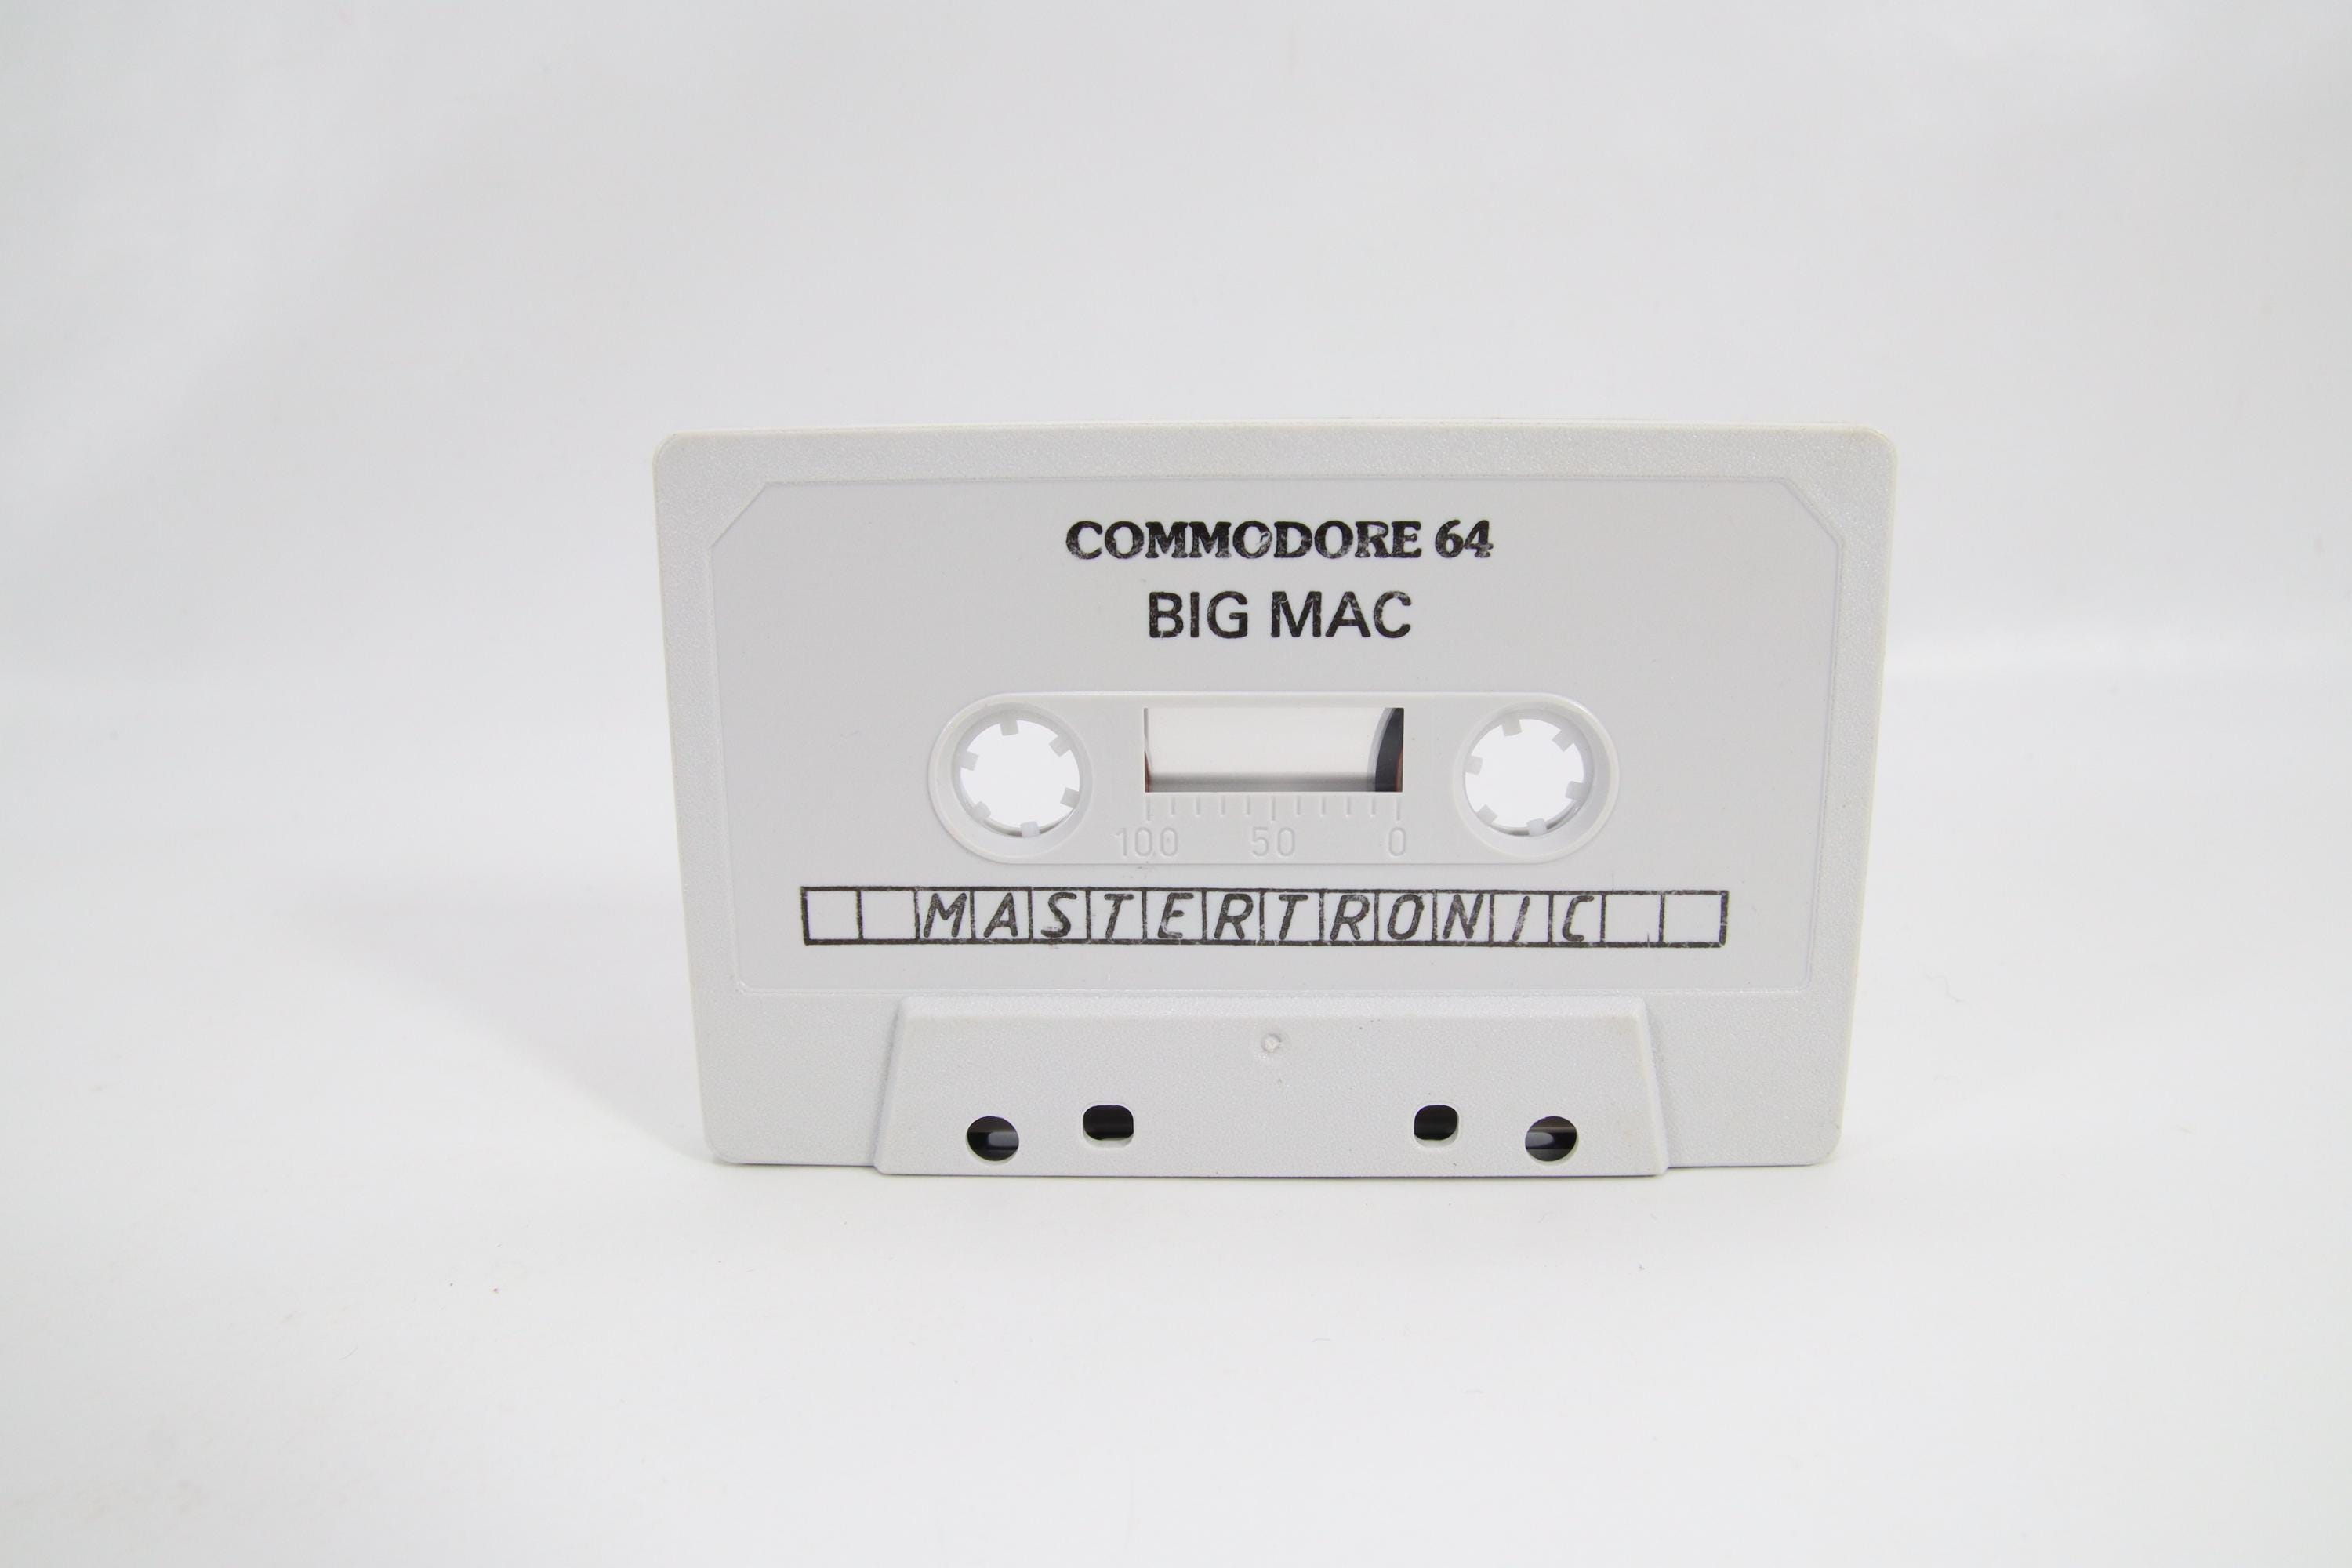 COMMODORE 64
BIG MAC
100 50 0
MASTERTRONIC